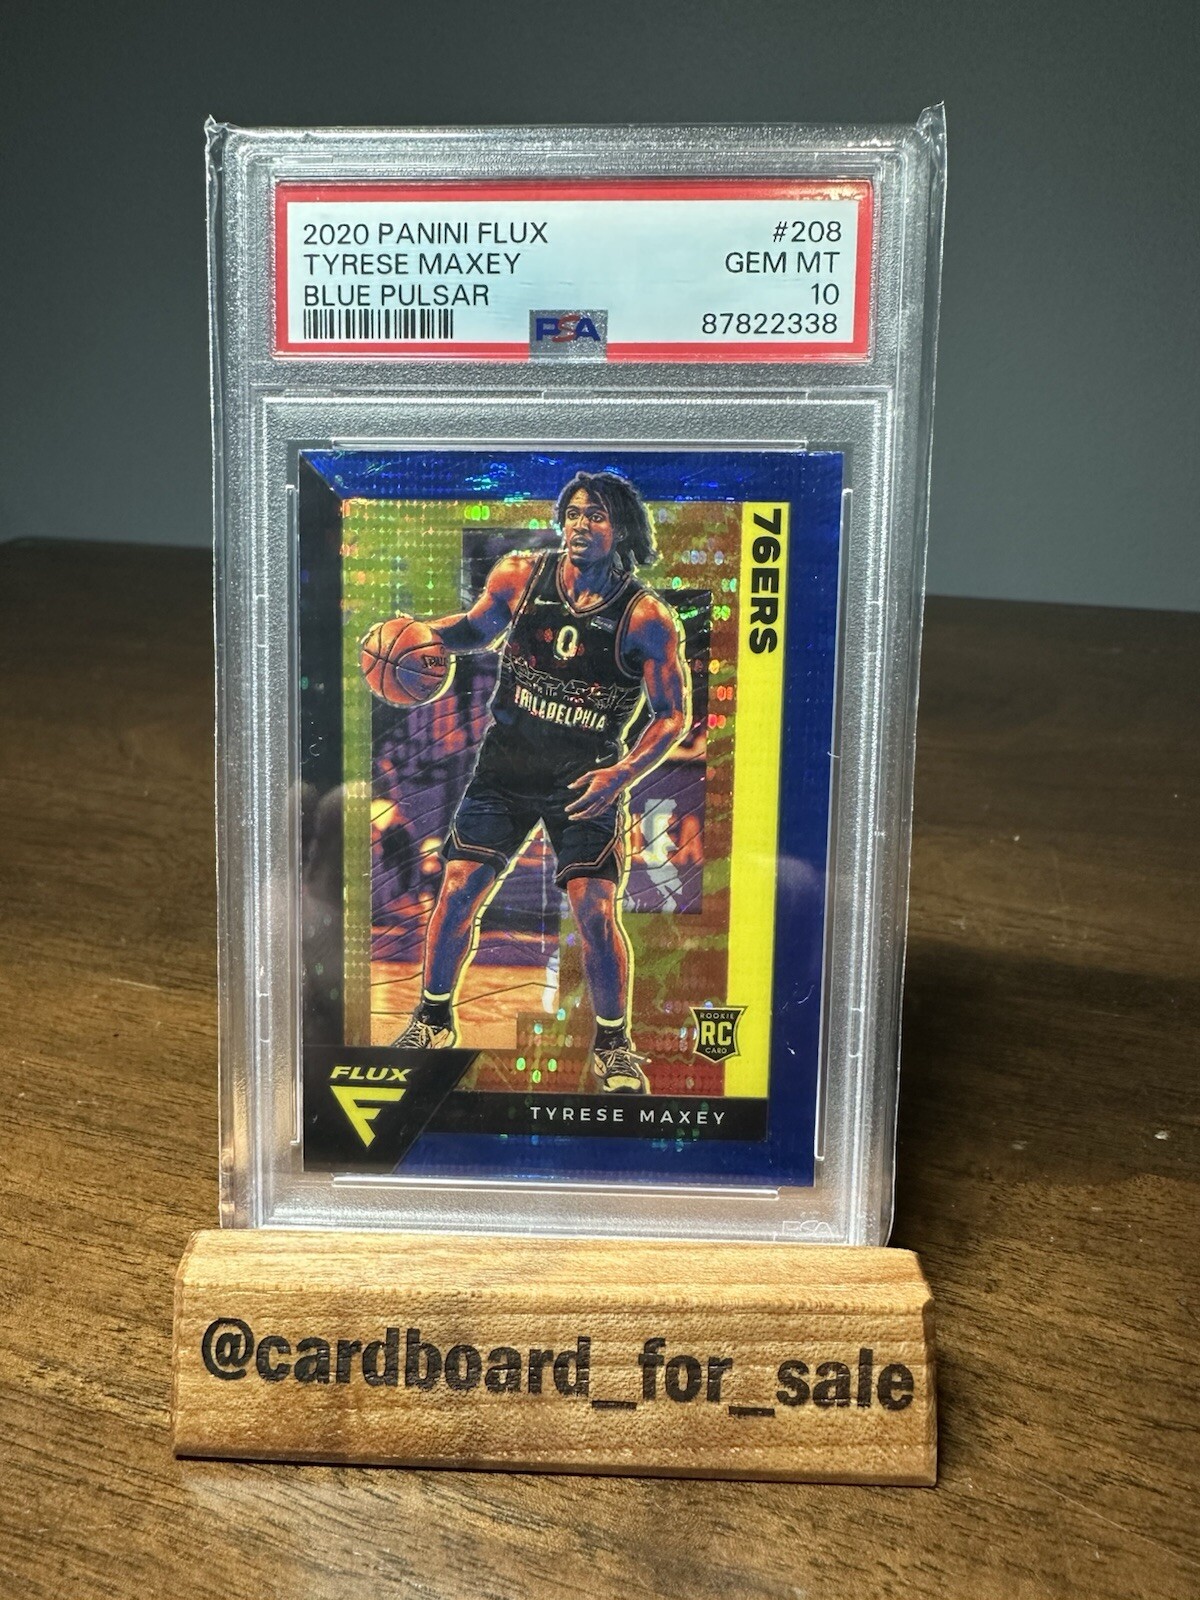 2020 PANINI FLUX #208
TYRESE MAXEY GEM MT
BLUE PULSAR 10
87822338
PSA
76ERS
0
PHILADELPHIA
ROOKIE
RC
CARD
FLUX
TYRESE MAXEY
PSA
@cardboard_for_sale